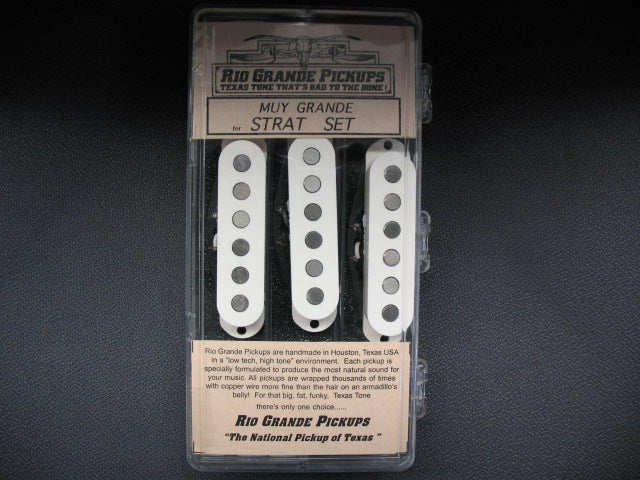 RIO GRANDE PICKUPS
TEXAS TONE THAT'S BAD TO THE BONE!
MUY GRANDE
for STRAT SET
Rio Grande Pickups are handmade in Houston, Texas USA
in a "low tech, high tone" environment. Each pickup is
specially formulated to produce the most natural sound for
your music. All pickups are wrapped thousands of times
with copper wire more fine than the hair on an armadillo's
belly! For that big, fat, funky, Texas Tone
there's only one choice......
RIO GRANDE PICKUPS
"The National Pickup of Texas"